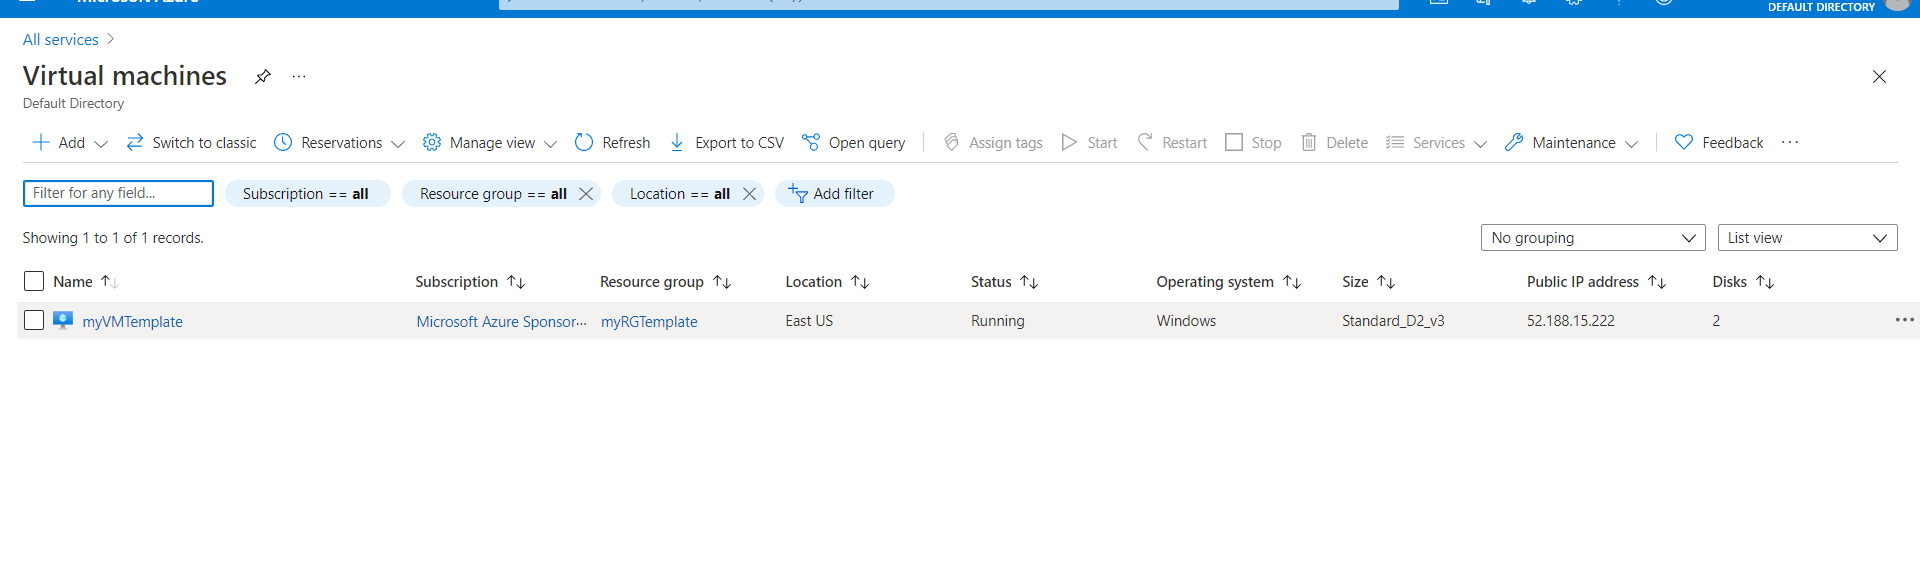 Microsoft Azure
DEFAULT DIRECTORY
All services
Virtual machines
Default Directory
Add Switch to classic Reservations Manage view Refresh Export to CSV Open query Assign tags Start Restart Stop Delete Services Maintenance Feedback
Filter for any field... Subscription == all Resource group == all Location == all Add filter
Showing 1 to 1 of 1 records. No grouping List view
Name Subscription Resource group Location Status Operating system Size Public IP address Disks
myVMTemplate Microsoft Azure Sponsor... myRGTemplate East US Running Windows Standard_D2_v3 52.188.15.222 2